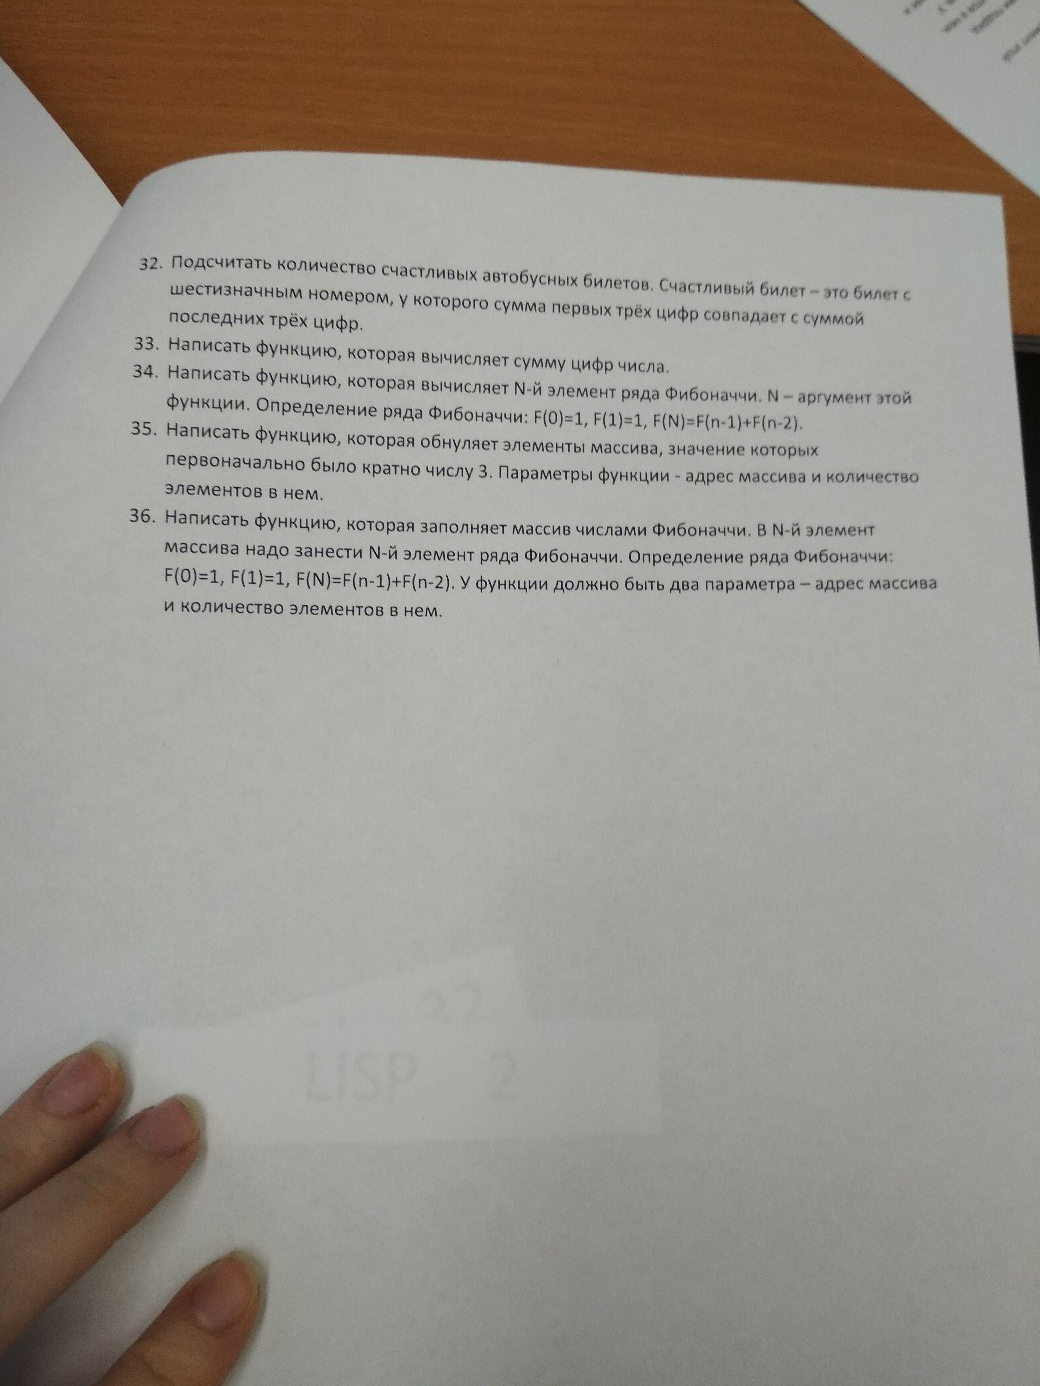 32. Подсчитать количество счастливых автобусных билетов. Счастливый билет – это билет с
шестизначным номером, у которого сумма первых трёх цифр совпадает с суммой
последних трёх цифр.
33. Написать функцию, которая вычисляет сумму цифр числа.
34. Написать функцию, которая вычисляет N-й элемент ряда Фибоначчи. N – аргумент этой
функции. Определение ряда Фибоначчи: F(0)=1, F(1)=1, F(N)=F(n-1)+F(n-2).
35. Написать функцию, которая обнуляет элементы массива, значение которых
первоначально было кратно числу 3. Параметры функции - адрес массива и количество
элементов в нем.
36. Написать функцию, которая заполняет массив числами Фибоначчи. В N-й элемент
массива надо занести N-й элемент ряда Фибоначчи. Определение ряда Фибоначчи:
F(0)=1, F(1)=1, F(N)=F(n-1)+F(n-2). У функции должно быть два параметра – адрес массива
и количество элементов в нем.
32
LISP 2